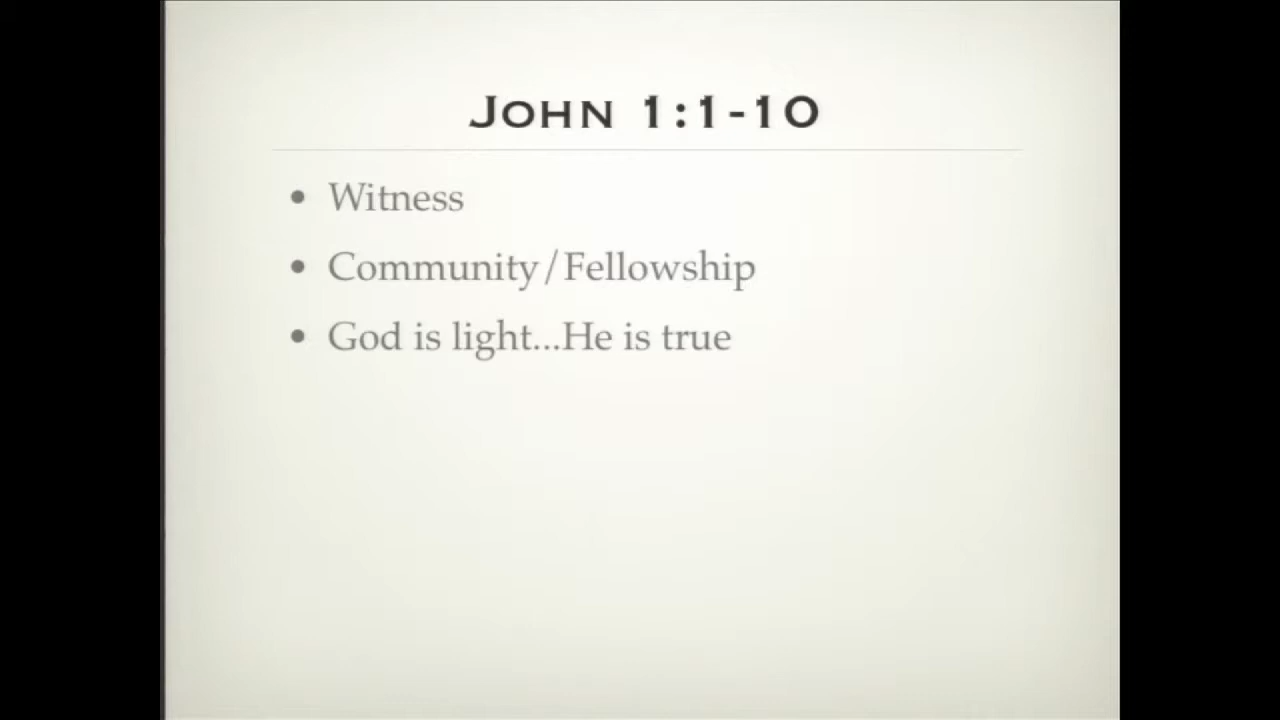 John 1:1-10
• Witness
• Community/Fellowship
• God is light...He is true